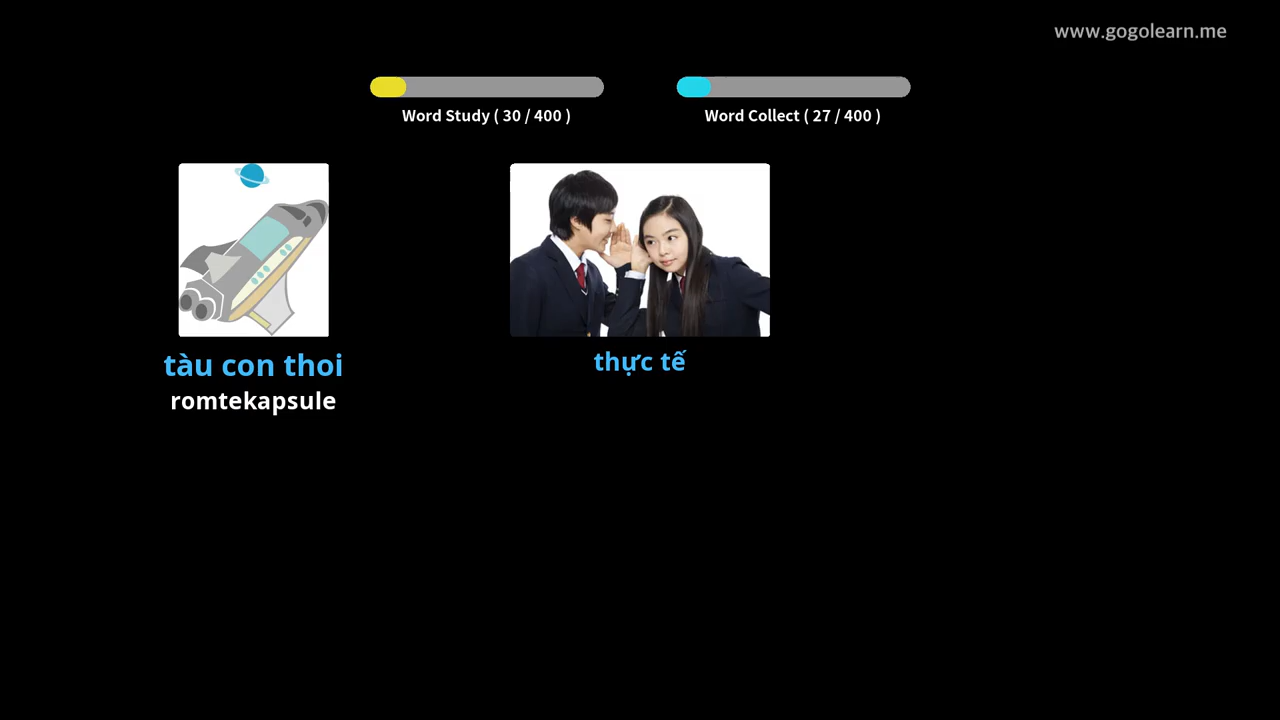 www.gogolearn.me
Word Study ( 30 / 400 )
Word Collect ( 27 / 400 )
tàu con thoi
romtekapsule
thực tế